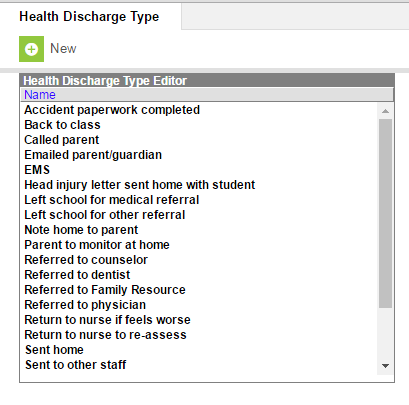 Health Discharge Type
New
Health Discharge Type Editor
Name
Accident paperwork completed
Back to class
Called parent
Emailed parent/guardian
EMS
Head injury letter sent home with student
Left school for medical referral
Left school for other referral
Note home to parent
Parent to monitor at home
Referred to counselor
Referred to dentist
Referred to Family Resource
Referred to physician
Return to nurse if feels worse
Return to nurse to re-assess
Sent home
Sent to other staff